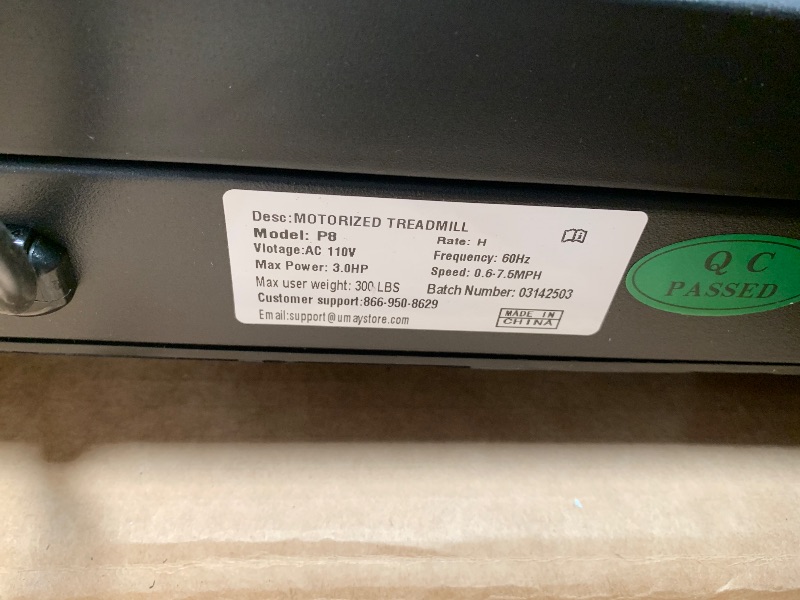 Desc:MOTORIZED TREADMILL
Model: P8
Rate: H
Vlotage:AC 110V
Frequency: 60Hz
Max Power: 3.0HP
Speed: 0.6-7.5MPH
Max user weight: 300 LBS
Batch Number: 03142503
Customer support:866-950-8629
Email:support@umaystore.com
MADE IN
CHINA
QC
PASSED